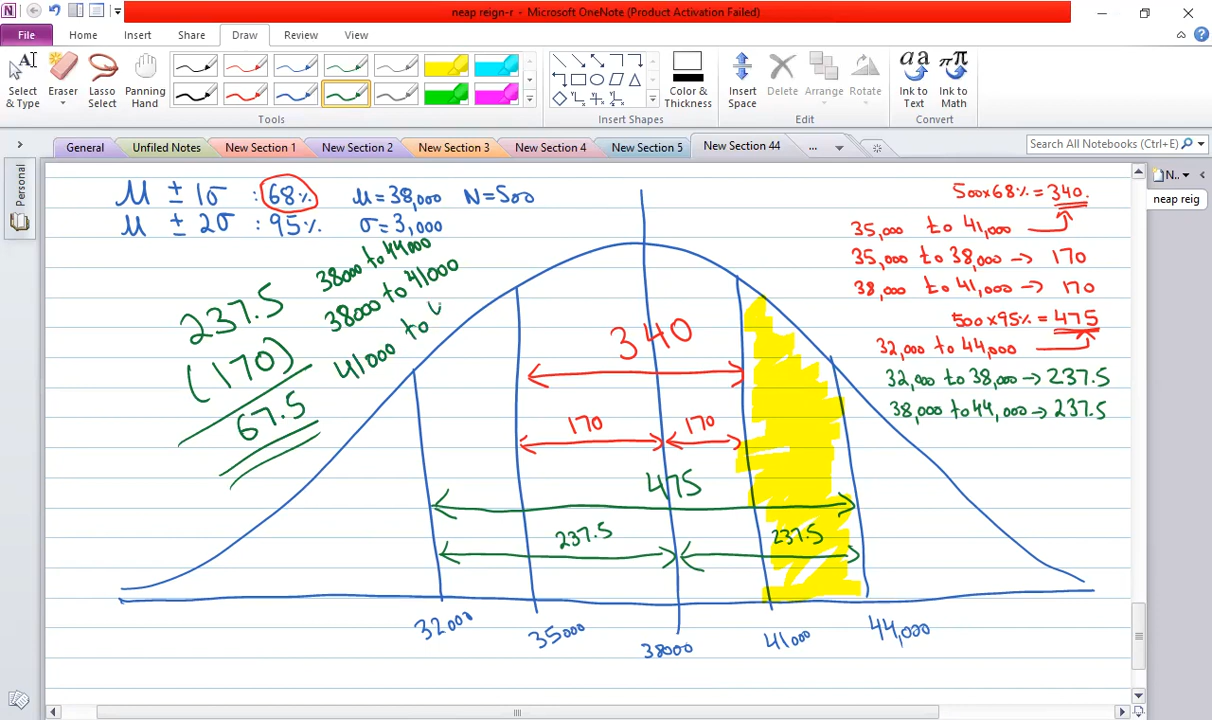 neap reign-r - Microsoft OneNote (Product Activation Failed)
File Home Insert Share Draw Review View
Select & Type
Eraser
Lasso Select
Panning Hand
Color & Thickness
Insert Space
Delete
Arrange
Rotate
Ink to Text
Ink to Math
Tools
Insert Shapes
Edit
Convert
General Unfiled Notes New Section 1 New Section 2 New Section 3 New Section 4 New Section 5 New Section 44 ... Search All Notebooks (Ctrl+E)
Personal
N..
neap reig
μ ± 1σ : 68% μ = 38,000 N = 500
μ ± 2σ : 95% σ = 3,000
38000 to 44000
38000 to 41000
41000 to
237.5
(170)
67.5
500x68% = 340.
35,000 to 41,000
35,000 to 38,000 → 170
38,000 to 41,000 → 170
500x95% = 475
32,000 to 44,000
32,000 to 38,000 → 237.5
38,000 to 44,000 → 237.5
340
170 170
475
237.5 237.5
32000 35000 38000 41000 44,000